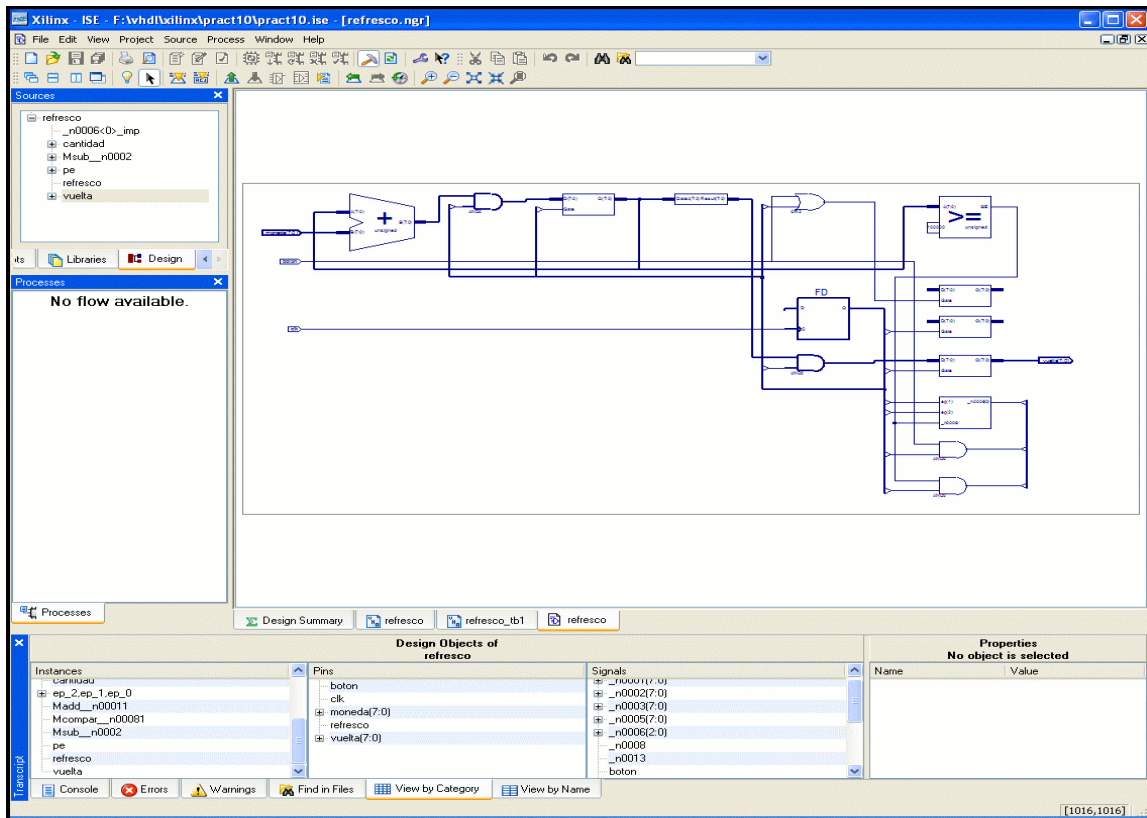 Xilinx - ISE - F:\vhdl\xilinx\pract10\pract10.ise - [refresco.ngr]
File Edit View Project Source Process Window Help
Sources
refresco
_n0006<0>_imp
cantidad
Msub__n0002
pe
refresco
vuelta
Libraries Design
Processes
No flow available.
Processes
+
unsigned
>=
unsigned
FD
Design Summary refresco refresco_tb1 refresco
Design Objects of
refresco
Properties
No object is selected
Instances Pins Signals Name Value
cantidad
ep_2,ep_1,ep_0
Madd__n00011
Mcompar__n00081
Msub__n0002
pe
refresco
vuelta
boton
clk
moneda(7:0)
refresco
vuelta(7:0)
_n0001(7:0)
_n0002(7:0)
_n0003(7:0)
_n0005(7:0)
_n0006(2:0)
_n0008
_n0013
boton
Transcript
Console Errors Warnings Find in Files View by Category View by Name
[1016,1016]